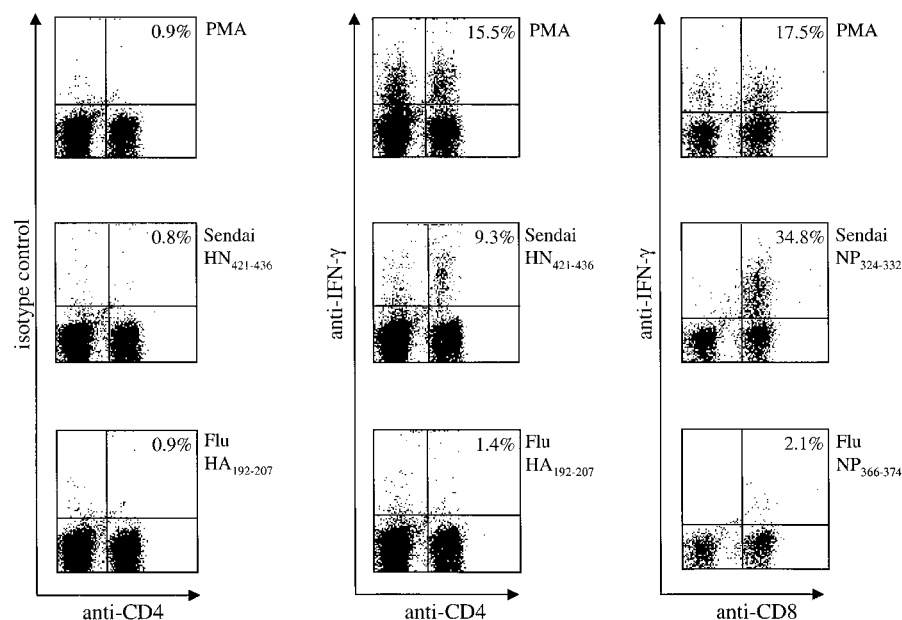 0.9% PMA
15.5% PMA
17.5% PMA
isotype control
0.8% Sendai
HN421-436
anti-IFN-γ
9.3% Sendai
HN421-436
anti-IFN-γ
34.8% Sendai
NP324-332
0.9% Flu
HA192-207
1.4% Flu
HA192-207
2.1% Flu
NP366-374
anti-CD4
anti-CD4
anti-CD8